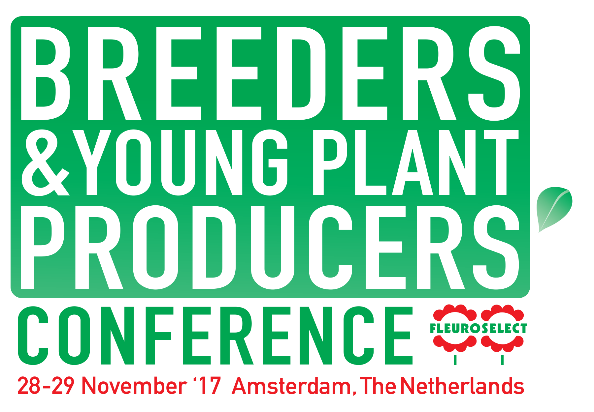 BREEDERS
& YOUNG PLANT
PRODUCERS
CONFERENCE
FLEUROSELECT
28-29 November '17 Amsterdam, The Netherlands